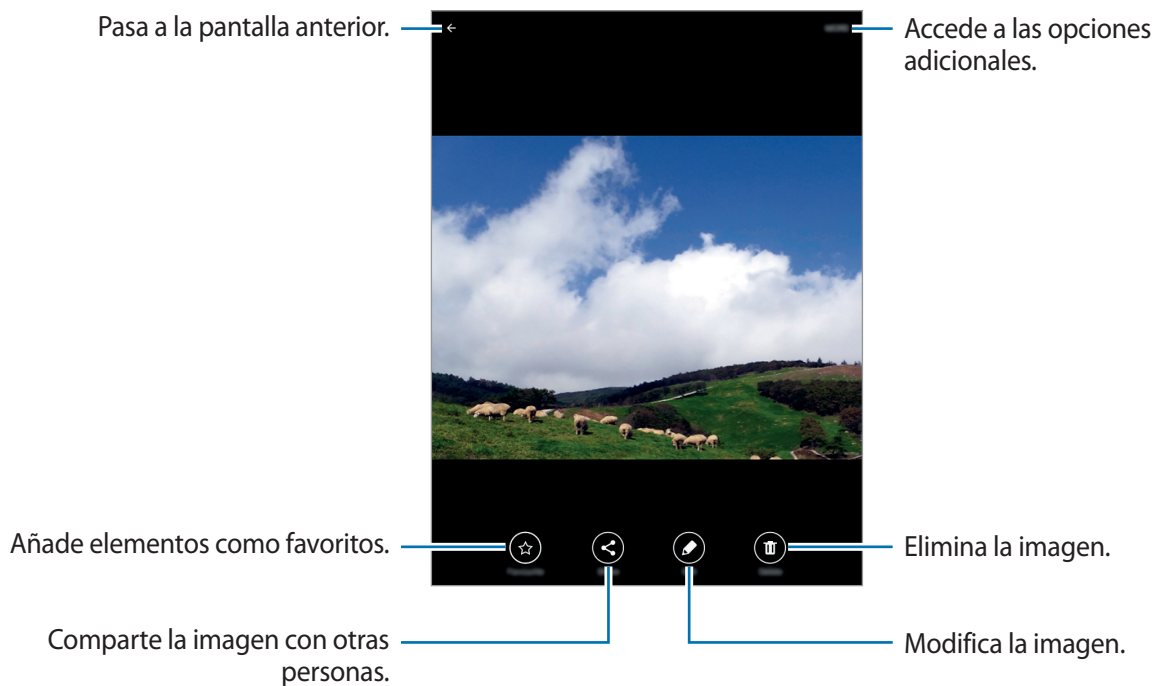 Pasa a la pantalla anterior.
Accede a las opciones
adicionales.
Añade elementos como favoritos.
Elimina la imagen.
Comparte la imagen con otras
personas.
Modifica la imagen.